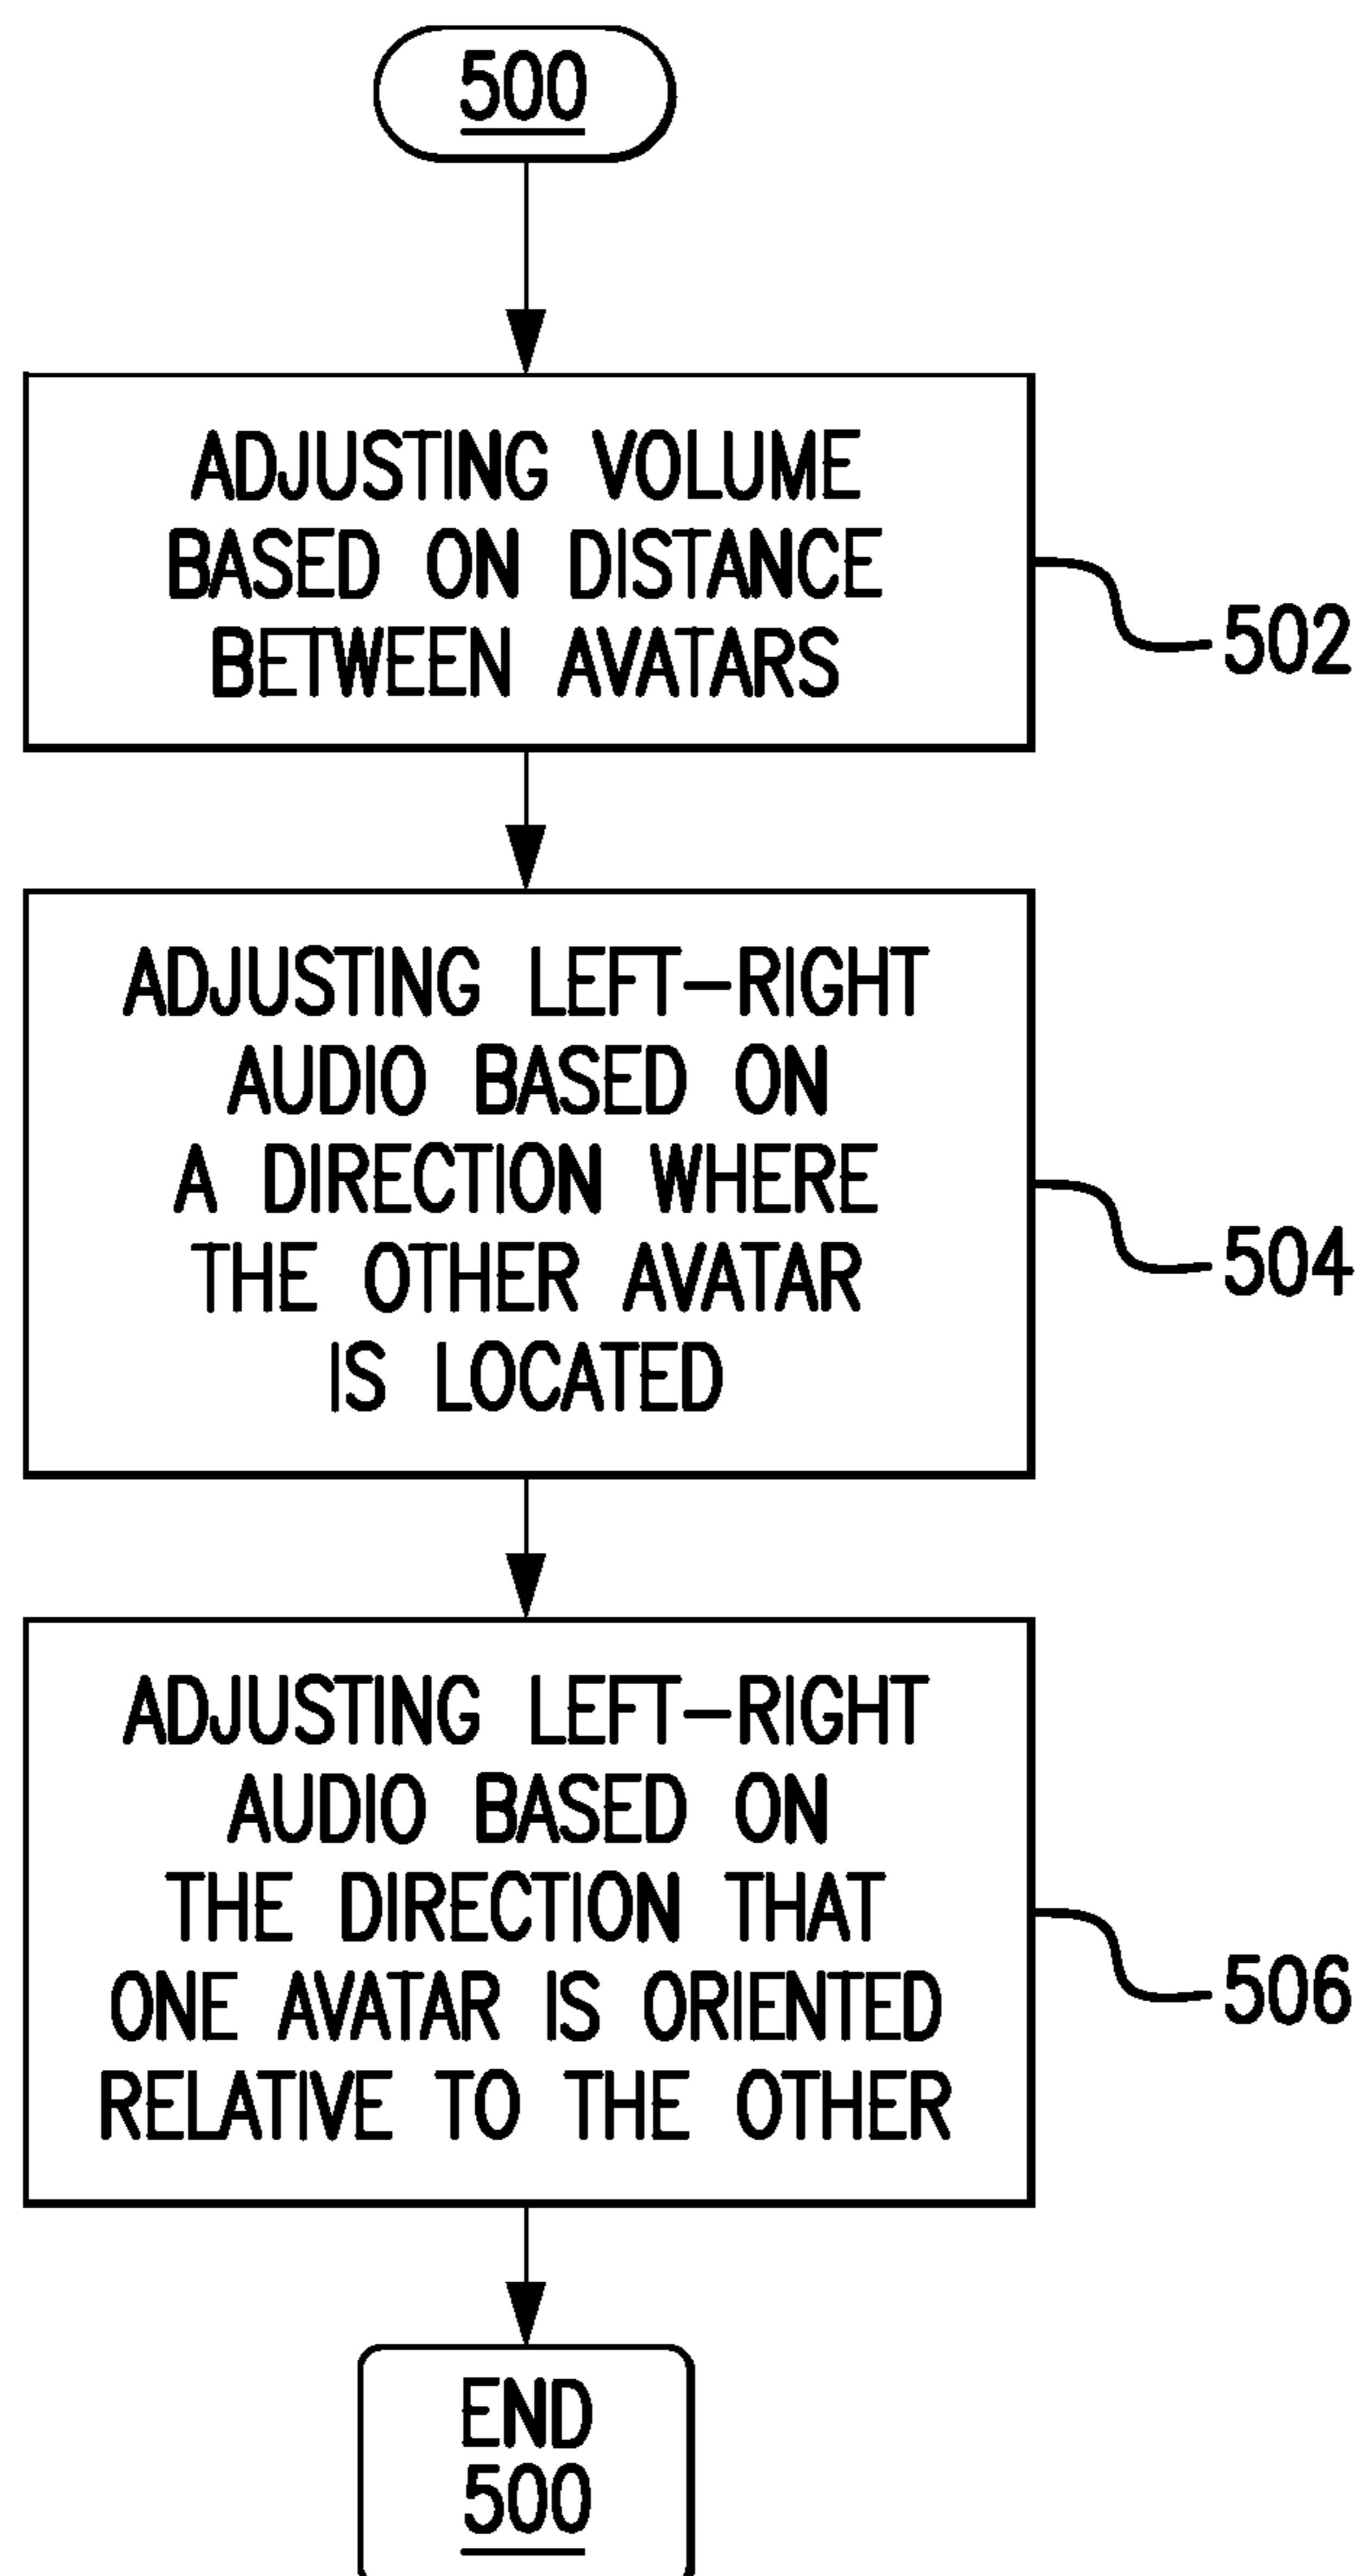 500
ADJUSTING VOLUME
BASED ON DISTANCE
BETWEEN AVATARS
502
ADJUSTING LEFT-RIGHT
AUDIO BASED ON
A DIRECTION WHERE
THE OTHER AVATAR
IS LOCATED
504
ADJUSTING LEFT-RIGHT
AUDIO BASED ON
THE DIRECTION THAT
ONE AVATAR IS ORIENTED
RELATIVE TO THE OTHER
506
END
500